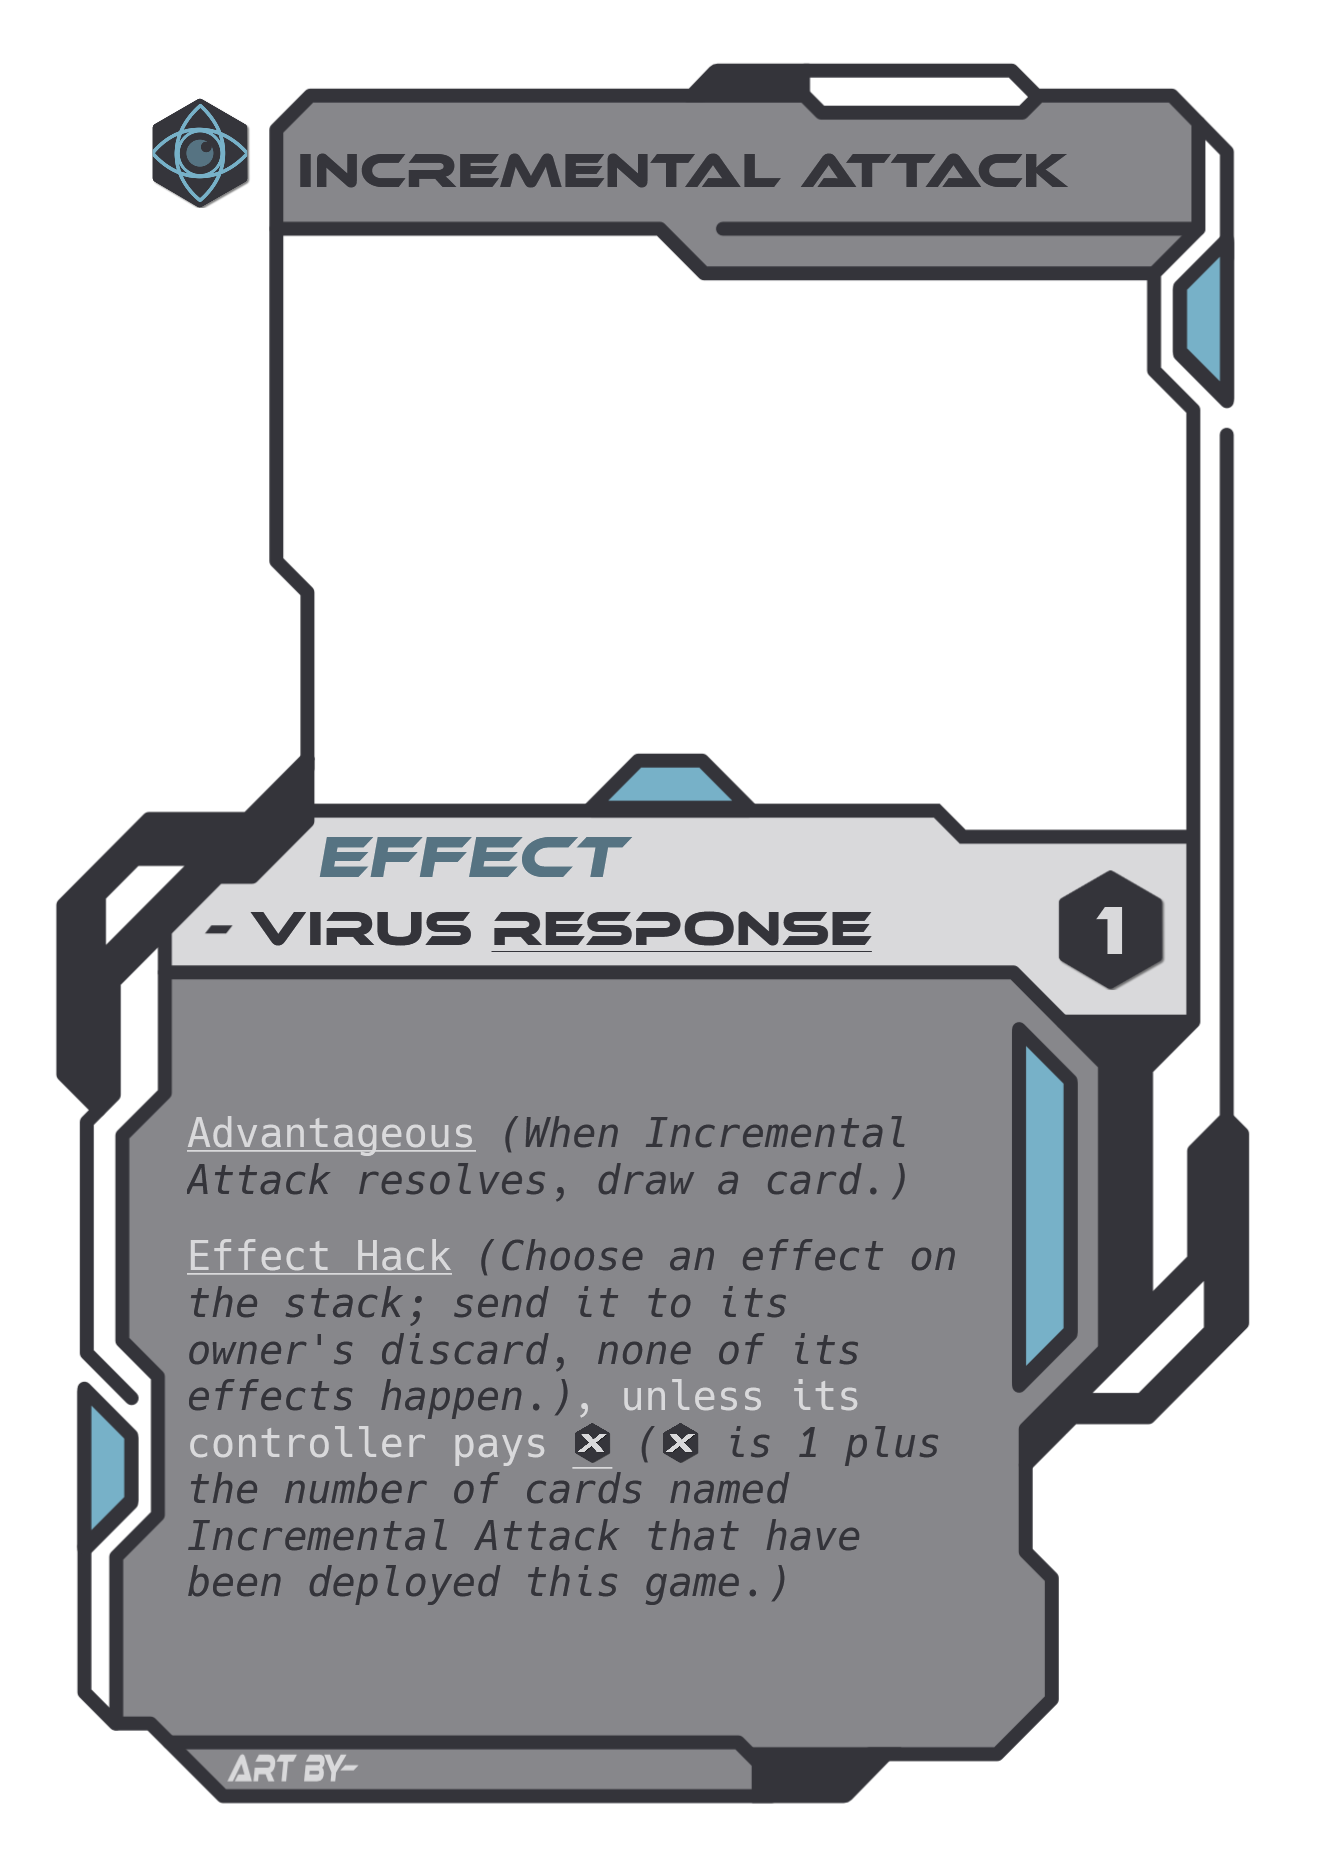 INCREMENTAL ATTACK
EFFECT
- VIRUS RESPONSE
1
Advantageous (When Incremental
Attack resolves, draw a card.)
Effect Hack (Choose an effect on
the stack; send it to its
owner's discard, none of its
effects happen.), unless its
controller pays X (X is 1 plus
the number of cards named
Incremental Attack that have
been deployed this game.)
ART BY-